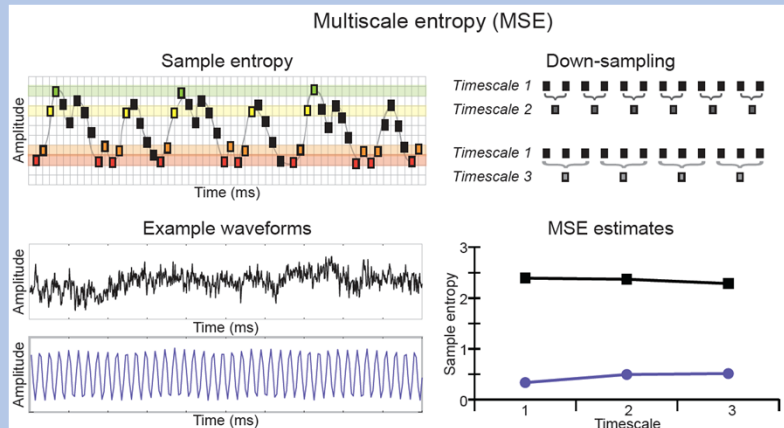 Multiscale entropy (MSE)
Sample entropy
Amplitude
Time (ms)
Down-sampling
Timescale 1
Timescale 2
Timescale 1
Timescale 3
Example waveforms
Amplitude
Time (ms)
Amplitude
Time (ms)
MSE estimates
Sample entropy
3
2
1
0
1 2 3
Timescale